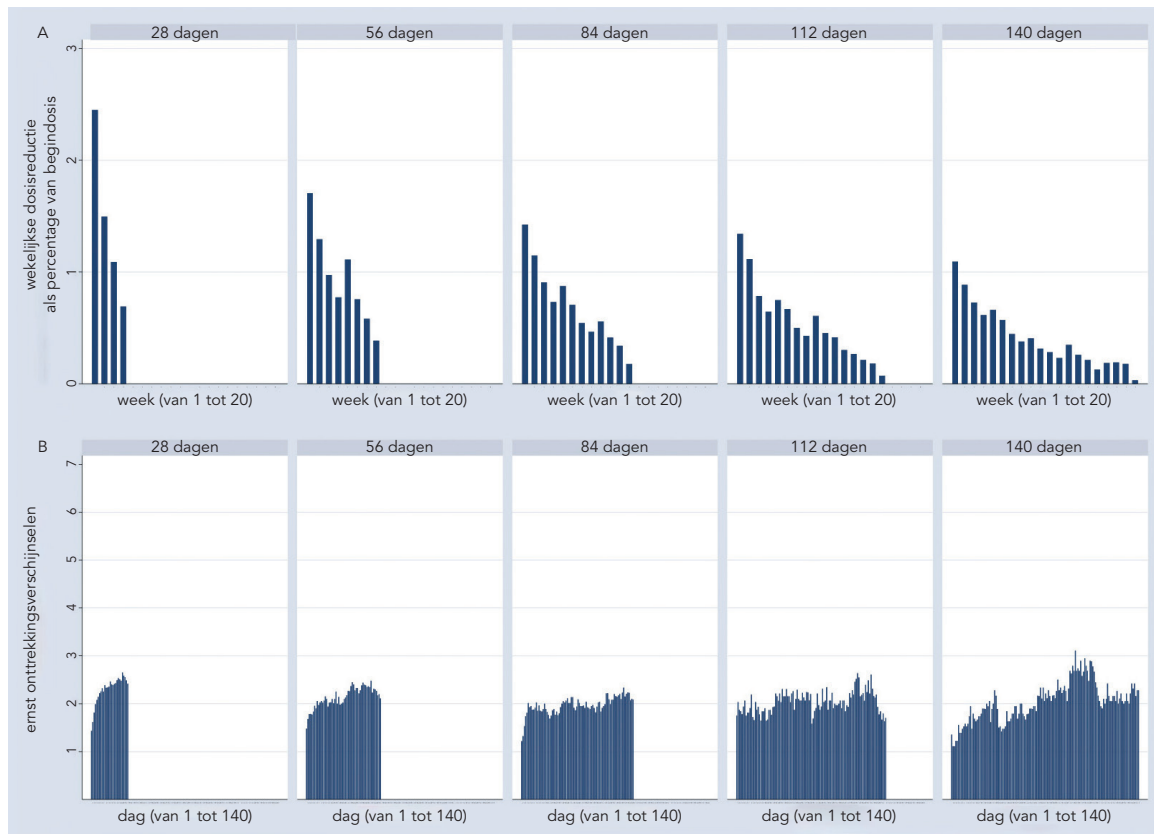 A
28 dagen
56 dagen
84 dagen
112 dagen
140 dagen
wekelijkse dosisreductie
als percentage van begindosis
3
2
1
0
week (van 1 tot 20)
week (van 1 tot 20)
week (van 1 tot 20)
week (van 1 tot 20)
week (van 1 tot 20)
B
28 dagen
56 dagen
84 dagen
112 dagen
140 dagen
ernst onttrekkingsverschijnselen
7
6
5
4
3
2
1
dag (van 1 tot 140)
dag (van 1 tot 140)
dag (van 1 tot 140)
dag (van 1 tot 140)
dag (van 1 tot 140)